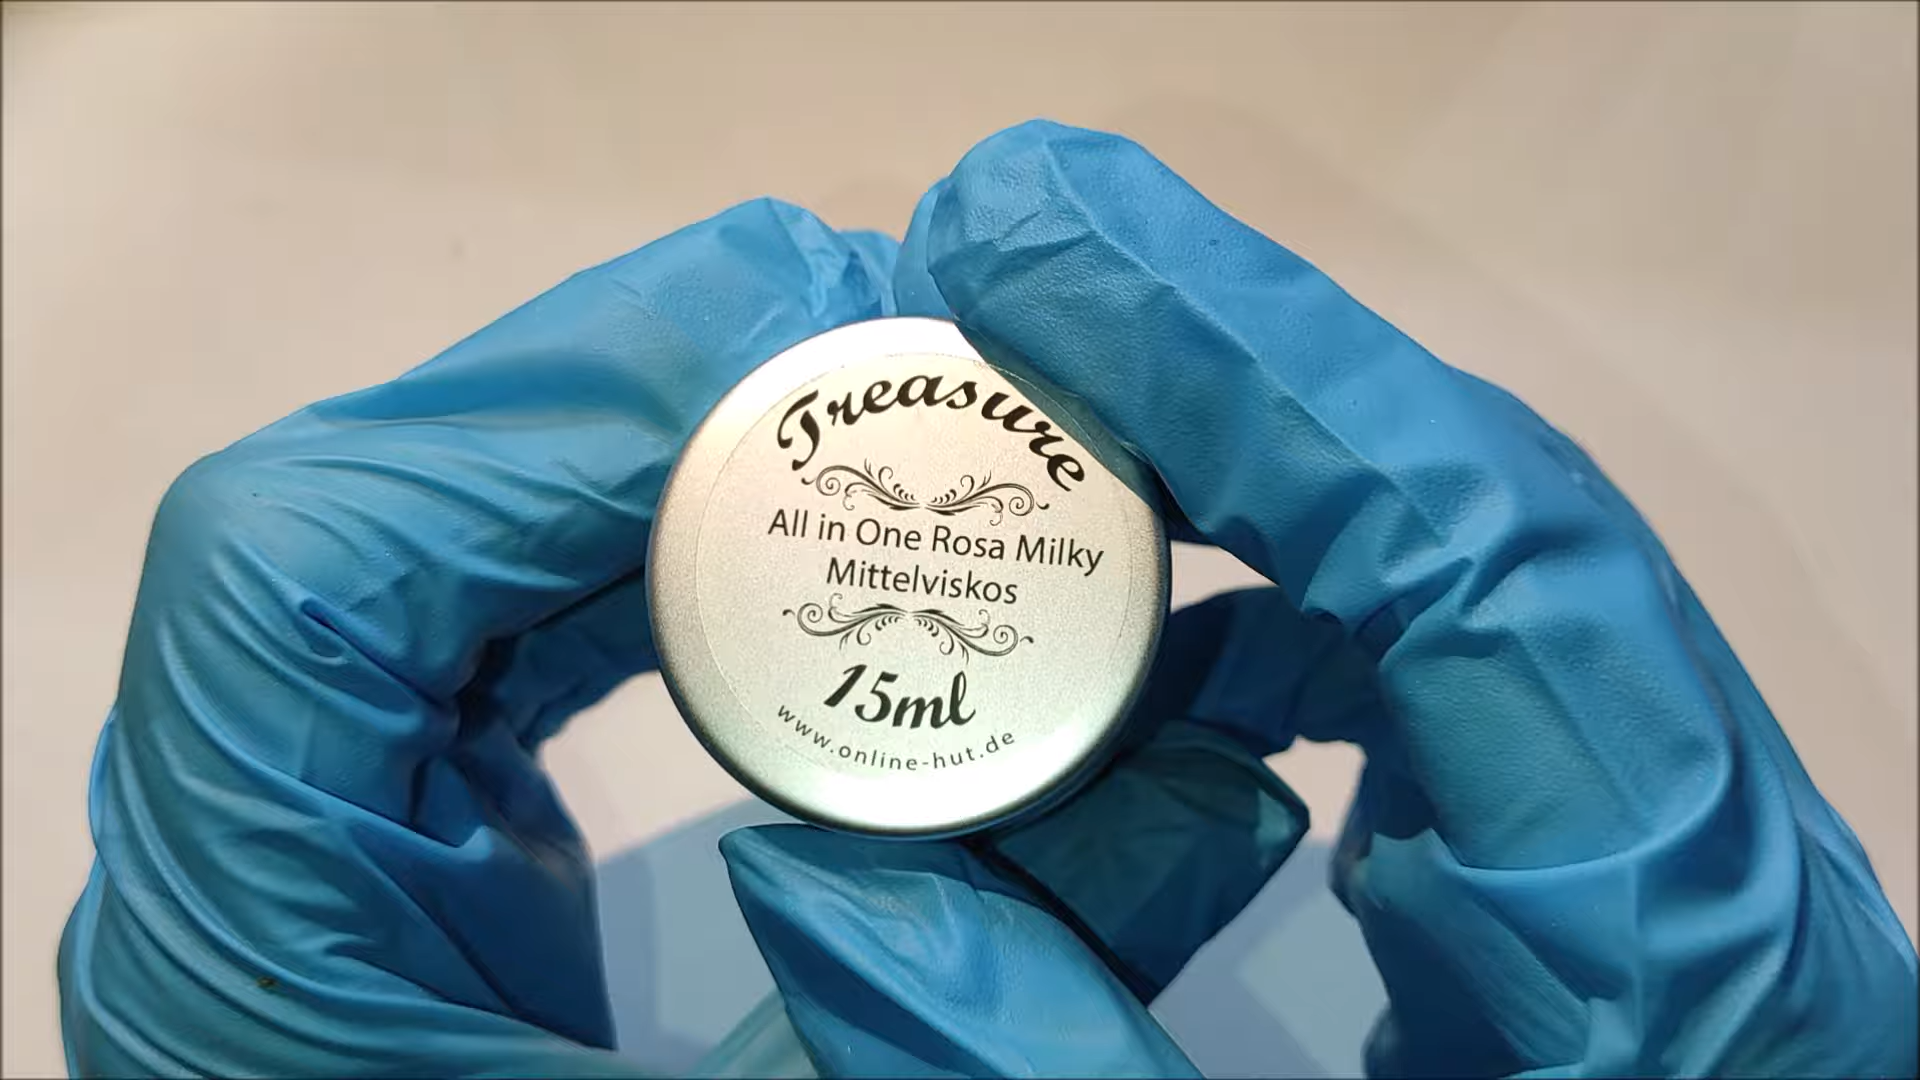 Treasure
All in One Rosa Milky
Mittelviskos
15ml
www.online-hut.de